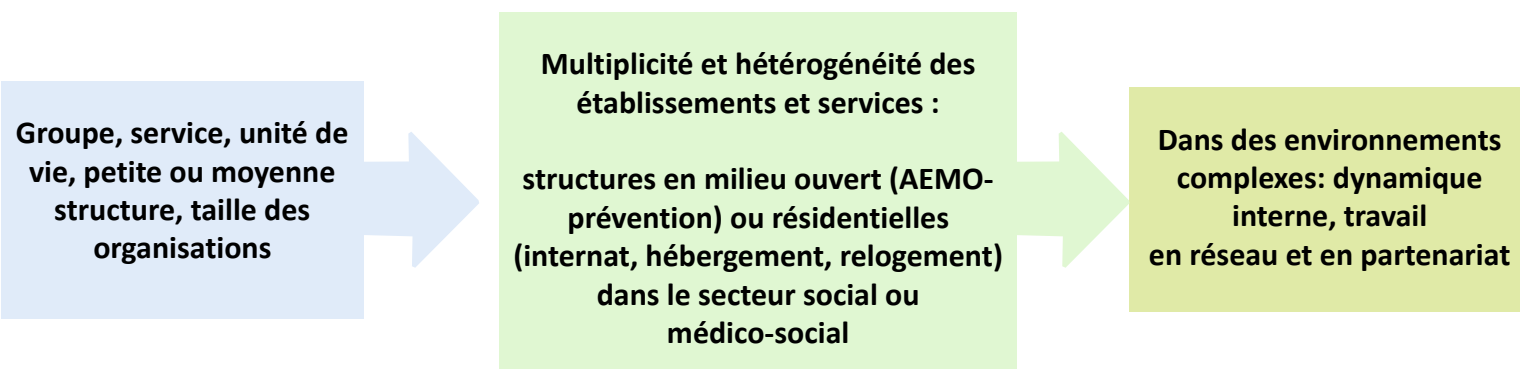 Groupe, service, unité de
vie, petite ou moyenne
structure, taille des
organisations
Multiplicité et hétérogénéité des
établissements et services :
structures en milieu ouvert (AEMO-
prévention) ou résidentielles
(internat, hébergement, relogement)
dans le secteur social ou
médico-social
Dans des environnements
complexes: dynamique
interne, travail
en réseau et en partenariat